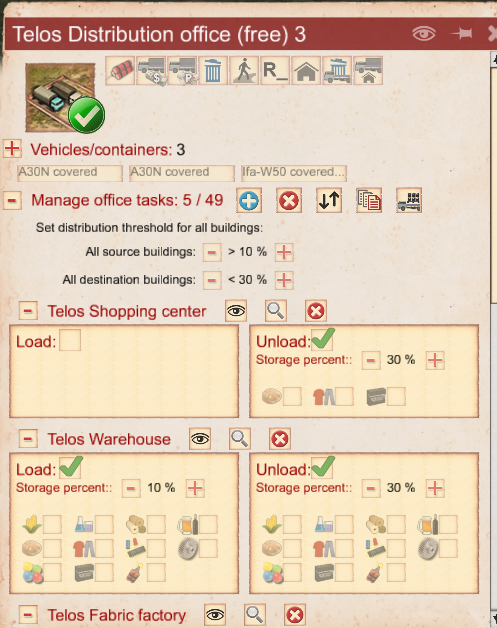 Telos Distribution office (free) 3
$ P R_
Vehicles/containers: 3
A30N covered A30N covered Ifa-W50 covered...
Manage office tasks: 5 / 49
Set distribution threshold for all buildings:
All source buildings: > 10 %
All destination buildings: < 30 %
Telos Shopping center
Load: Unload:
Storage percent:: 30 %
Telos Warehouse
Load: Unload:
Storage percent:: 10 % Storage percent:: 30 %
Telos Fabric factory